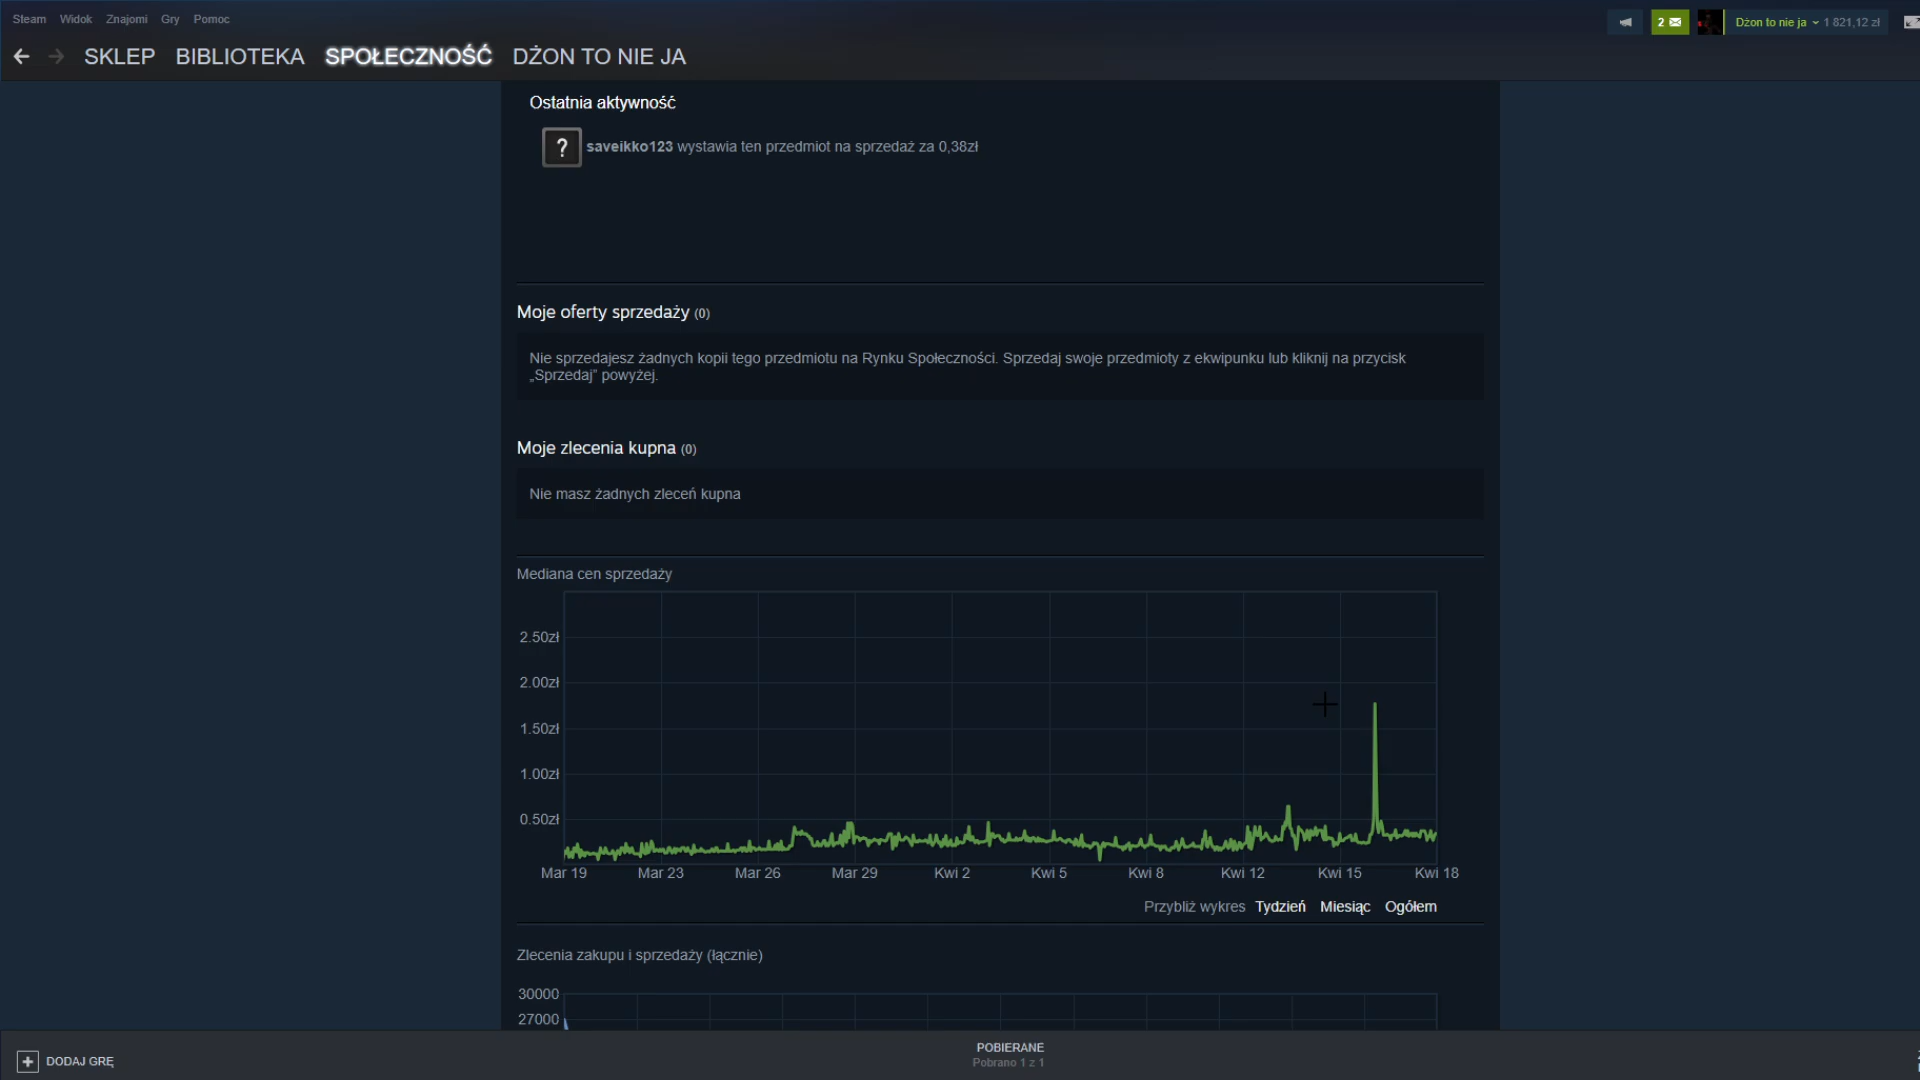 Steam Widok Znajomi Gry Pomoc
2 Dżon to nie ja 1 821,12 zł
SKLEP BIBLIOTEKA SPOŁECZNOŚĆ DŻON TO NIE JA
Ostatnia aktywność
? saveikko123 wystawia ten przedmiot na sprzedaż za 0,38zł
Moje oferty sprzedaży (0)
Nie sprzedajesz żadnych kopii tego przedmiotu na Rynku Społeczności. Sprzedaj swoje przedmioty z ekwipunku lub kliknij na przycisk
„Sprzedaj” powyżej.
Moje zlecenia kupna (0)
Nie masz żadnych zleceń kupna
Mediana cen sprzedaży
2.50zł
2.00zł
1.50zł
1.00zł
0.50zł
Mar 19 Mar 23 Mar 26 Mar 29 Kwi 2 Kwi 5 Kwi 8 Kwi 12 Kwi 15 Kwi 18
Przybliż wykres Tydzień Miesiąc Ogółem
Zlecenia zakupu i sprzedaży (łącznie)
30000
27000
DODAJ GRĘ
POBIERANE
Pobrano 1 z 1